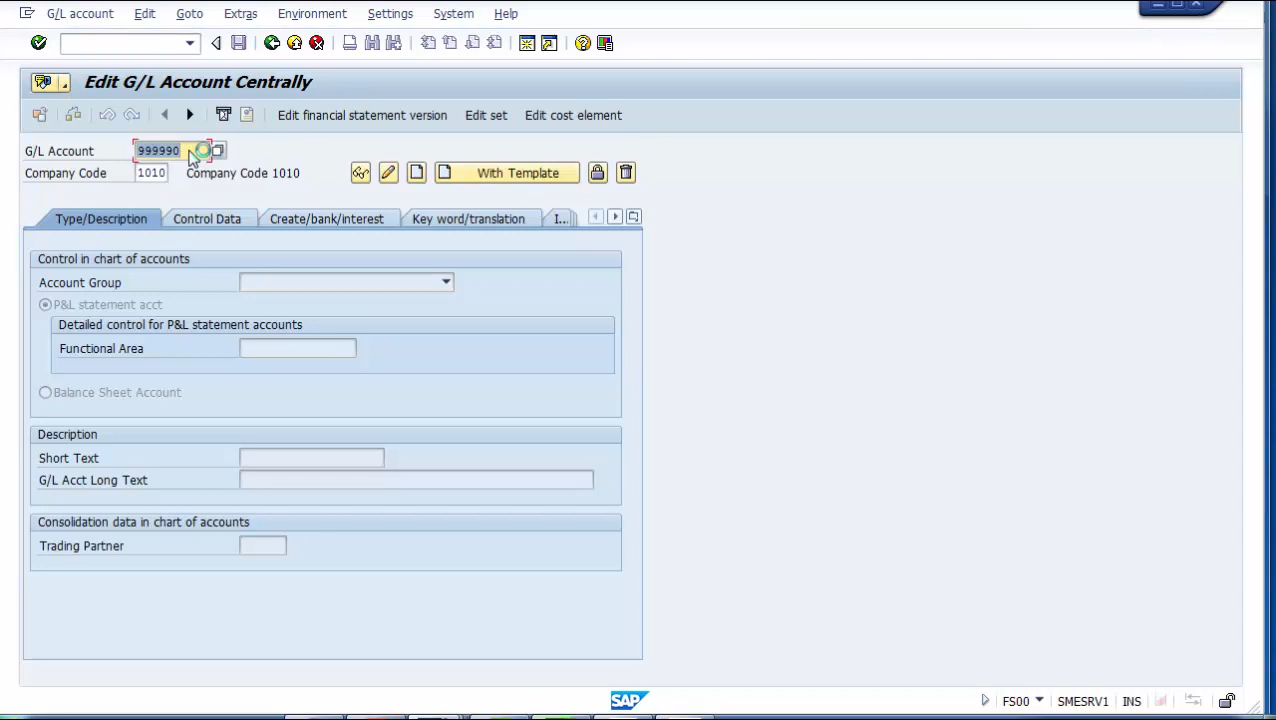 G/L account Edit Goto Extras Environment Settings System Help
Edit G/L Account Centrally
Edit financial statement version Edit set Edit cost element
G/L Account 999990
Company Code 1010 Company Code 1010 With Template
Type/Description Control Data Create/bank/interest Key word/translation I...
Control in chart of accounts
Account Group
P&L statement acct
Detailed control for P&L statement accounts
Functional Area
Balance Sheet Account
Description
Short Text
G/L Acct Long Text
Consolidation data in chart of accounts
Trading Partner
SAP FS00 SMESRV1 INS